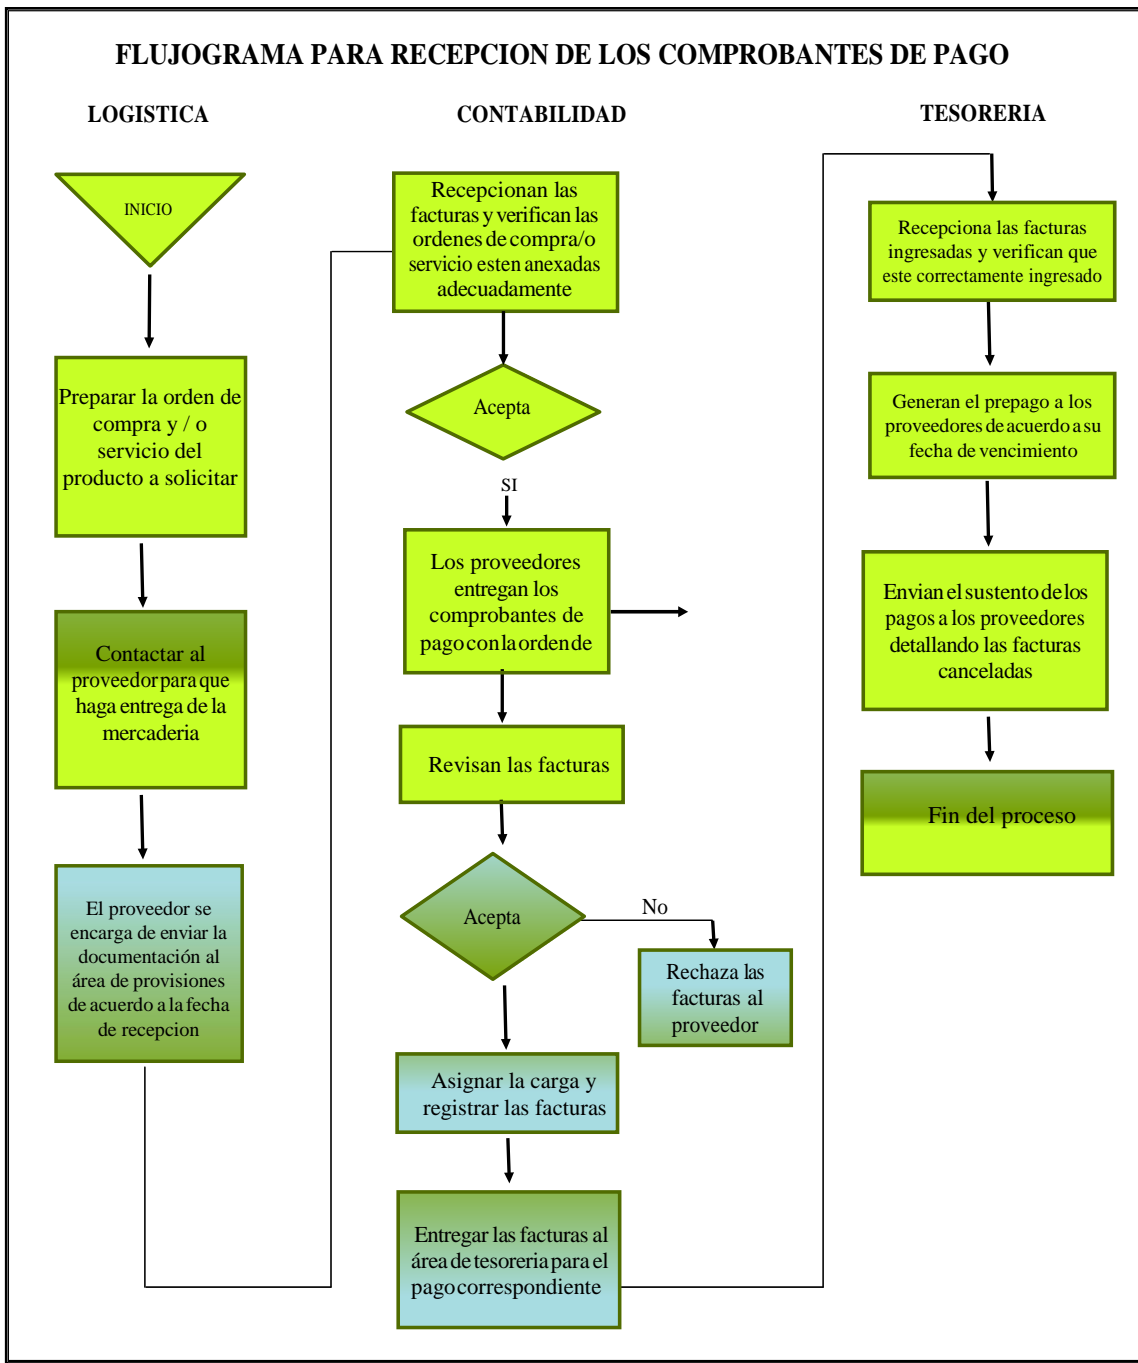 FLUJOGRAMA PARA RECEPCION DE LOS COMPROBANTES DE PAGO
LOGISTICA
INICIO
Preparar la orden de
compra y / o
servicio del
producto a solicitar
Contactar al
proveedor para que
haga entrega de la
mercaderia
El proveedor se
encarga de enviar la
documentación al
área de provisiones
de acuerdo a la fecha
de recepcion
CONTABILIDAD
Recepcionan las
facturas y verifican las
ordenes de compra/o
servicio esten anexadas
adecuadamente
Acepta
SI
Los proveedores
entregan los
comprobantes de
pago con la orden de
Revisan las facturas
Acepta
No
Rechaza las
facturas al
proveedor
Asignar la carga y
registrar las facturas
Entregar las facturas al
área de tesoreria para el
pago correspondiente
TESORERIA
Recepciona las facturas
ingresadas y verifican que
este correctamente ingresado
Generan el prepago a los
proveedores de acuerdo a su
fecha de vencimiento
Envian el sustento de los
pagos a los proveedores
detallando las facturas
canceladas
Fin del proceso